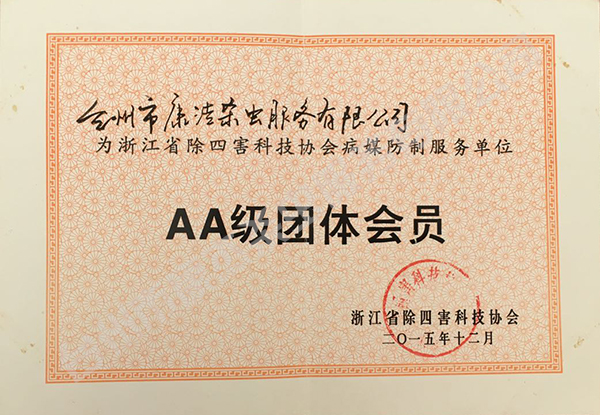 台州市康洁杀虫服务有限公司
为浙江省除四害科技协会病媒防制服务单位
AA级团体会员
浙江省除四害科技协会
二〇一五年十二月